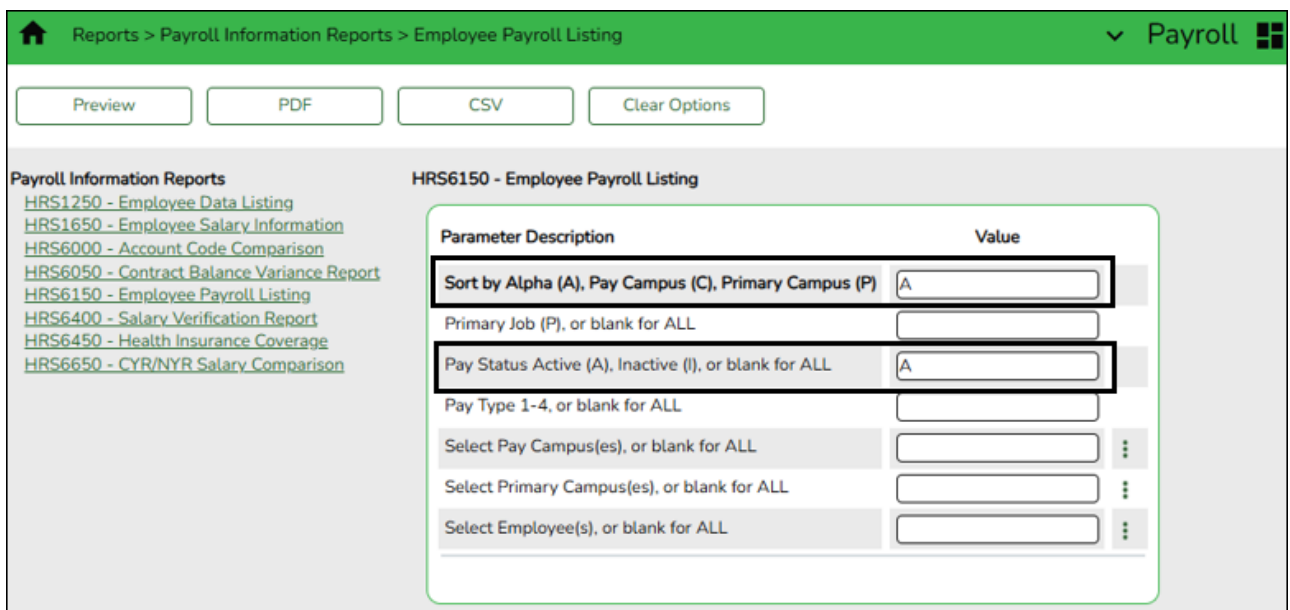 Reports > Payroll Information Reports > Employee Payroll Listing
Payroll
Preview
PDF
CSV
Clear Options
Payroll Information Reports
HRS1250 - Employee Data Listing
HRS1650 - Employee Salary Information
HRS6000 - Account Code Comparison
HRS6050 - Contract Balance Variance Report
HRS6150 - Employee Payroll Listing
HRS6400 - Salary Verification Report
HRS6450 - Health Insurance Coverage
HRS6650 - CYR/NYR Salary Comparison
HRS6150 - Employee Payroll Listing
Parameter Description Value
Sort by Alpha (A), Pay Campus (C), Primary Campus (P) A
Primary Job (P), or blank for ALL
Pay Status Active (A), Inactive (I), or blank for ALL A
Pay Type 1-4, or blank for ALL
Select Pay Campus(es), or blank for ALL
Select Primary Campus(es), or blank for ALL
Select Employee(s), or blank for ALL